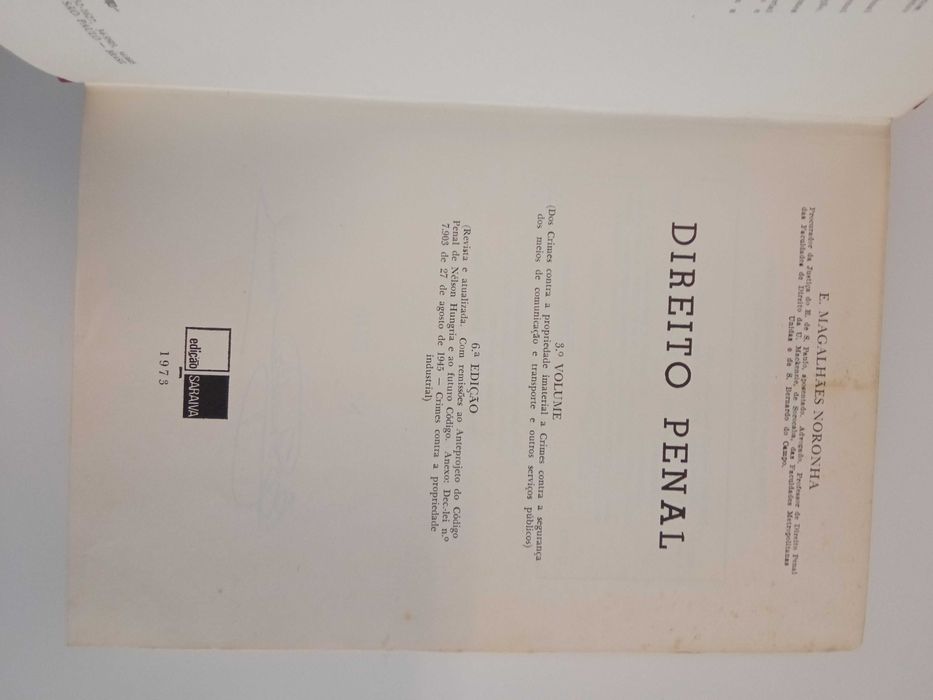 E. MAGALHÃES NORONHA
Procurador da Justiça do E. de S. Paulo, aposentado. Advogado. Professor de Direito Penal
das Faculdades de Direito da U. Mackenzie, de Sorocaba, das Faculdades Metropolitanas
Unidas e de S. Bernardo do Campo.
DIREITO PENAL
3.º VOLUME
(Dos Crimes contra a propriedade imaterial a Crimes contra a segurança
dos meios de comunicação e transporte e outros serviços públicos)
6.ª EDIÇÃO
(Revista e atualizada. Com remissões ao Anteprojeto do Código
Penal de Nélson Hungria e ao futuro Código. Anexo: Dec.-lei n.º
7.903 de 27 de agosto de 1945 — Crimes contra a propriedade
industrial)
edição SARAIVA
1973
SÃO PAULO —